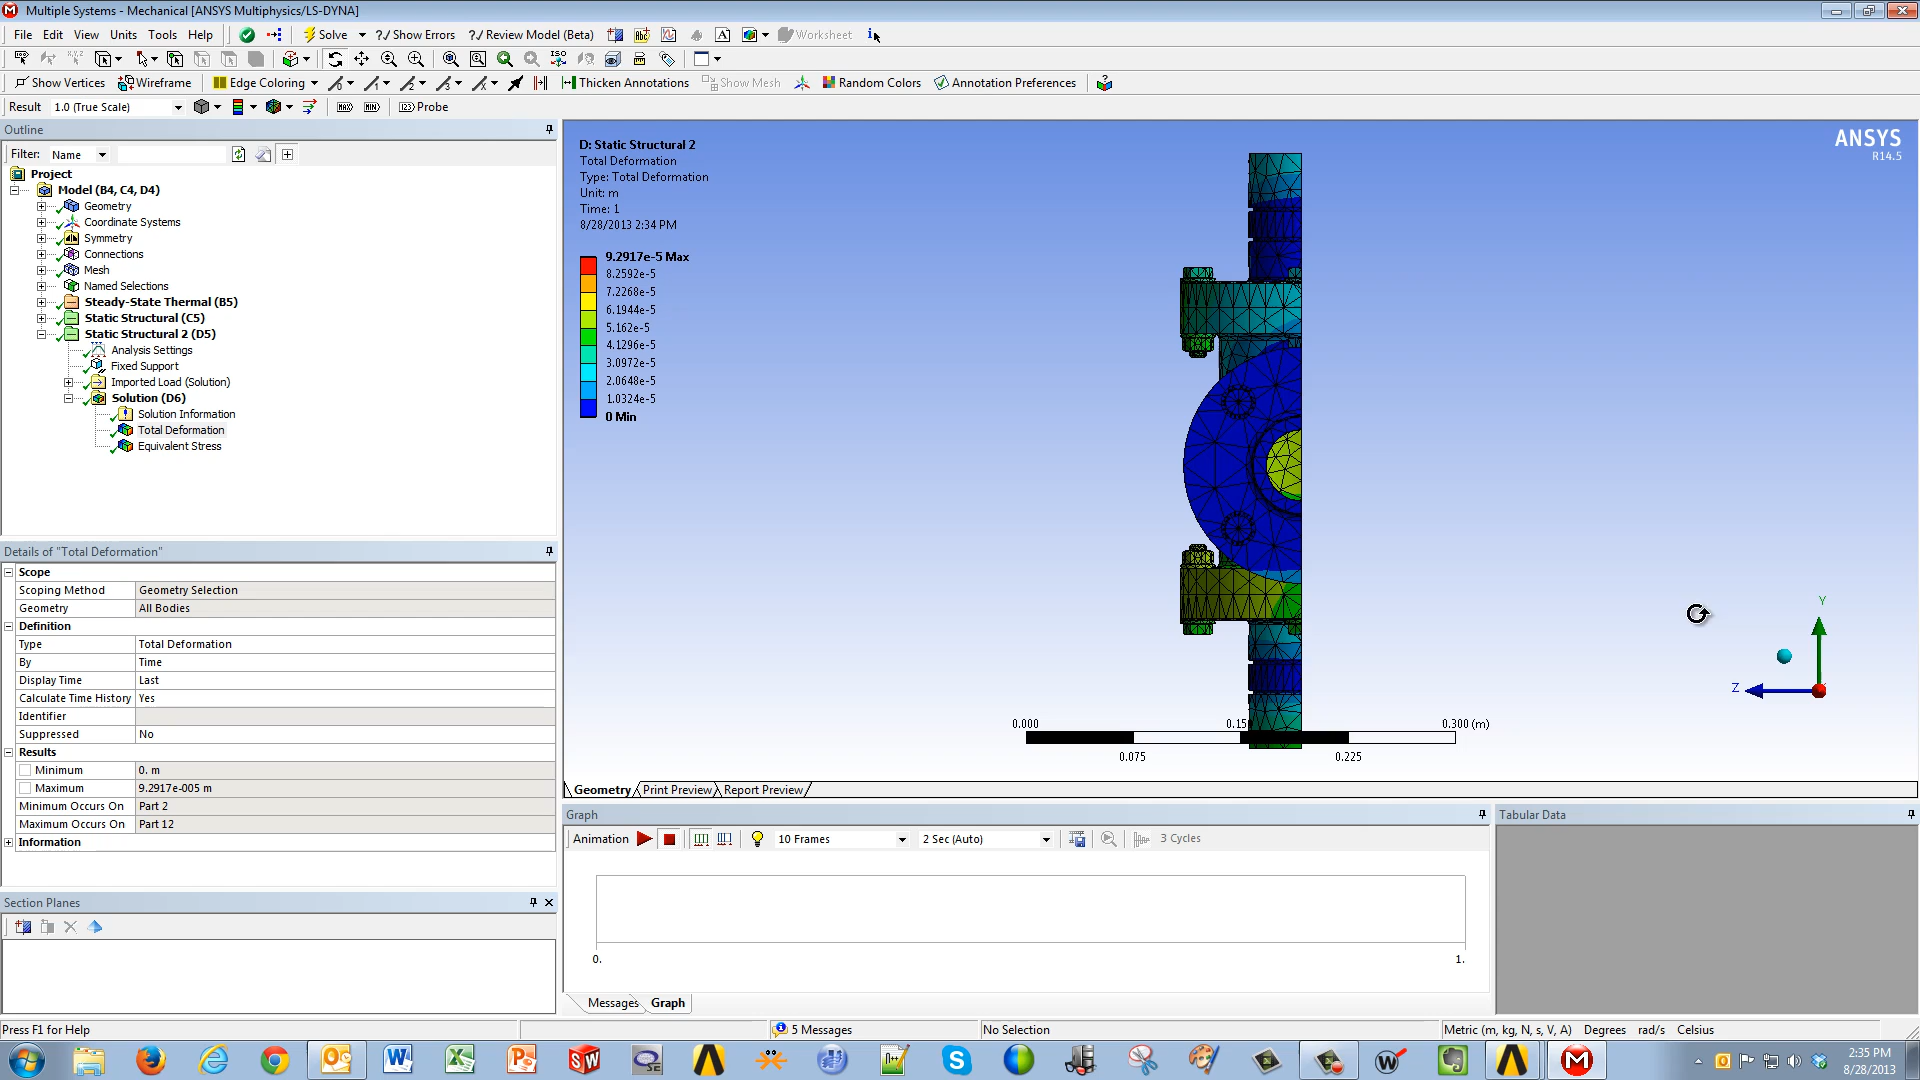 Multiple Systems - Mechanical [ANSYS Multiphysics/LS-DYNA]
File Edit View Units Tools Help Solve ?/ Show Errors ?/ Review Model (Beta) Worksheet
Show Vertices Wireframe Edge Coloring Thicken Annotations Show Mesh Random Colors Annotation Preferences
Result 1.0 (True Scale) MAX MIN Probe
Outline
Filter: Name
Project
Model (B4, C4, D4)
Geometry
Coordinate Systems
Symmetry
Connections
Mesh
Named Selections
Steady-State Thermal (B5)
Static Structural (C5)
Static Structural 2 (D5)
Analysis Settings
Fixed Support
Imported Load (Solution)
Solution (D6)
Solution Information
Total Deformation
Equivalent Stress
Details of "Total Deformation"
Scope
Scoping Method Geometry Selection
Geometry All Bodies
Definition
Type Total Deformation
By Time
Display Time Last
Calculate Time History Yes
Identifier
Suppressed No
Results
Minimum 0. m
Maximum 9.2917e-005 m
Minimum Occurs On Part 2
Maximum Occurs On Part 12
Information
Section Planes
D: Static Structural 2
Total Deformation
Type: Total Deformation
Unit: m
Time: 1
8/28/2013 2:34 PM
9.2917e-5 Max
8.2592e-5
7.2268e-5
6.1944e-5
5.162e-5
4.1296e-5
3.0972e-5
2.0648e-5
1.0324e-5
0 Min
ANSYS
R14.5
Y
Z
0.000 0.15 0.300 (m)
0.075 0.225
Geometry Print Preview Report Preview
Graph
Animation 10 Frames 2 Sec (Auto) 3 Cycles
0. 1.
Messages Graph
Tabular Data
Press F1 for Help 5 Messages No Selection Metric (m, kg, N, s, V, A) Degrees rad/s Celsius
2:35 PM
8/28/2013